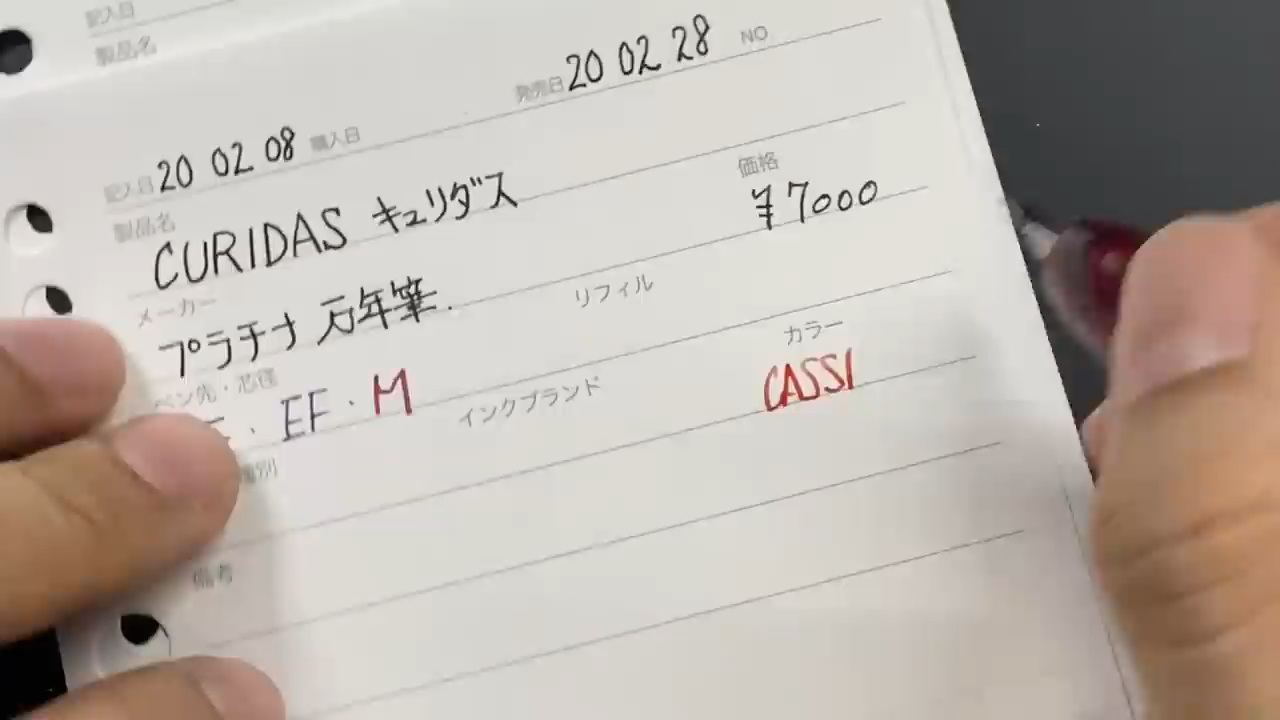 記入日
製品名
発売日 20 02 28 NO
記入日 20 02 08 購入日
製品名 価格
CURIDAS キュリダス ¥7000
メーカー リフィル
プラチナ 万年筆.
ペン先・芯径 インクブランド カラー
· EF · M CASSI
種別
備考